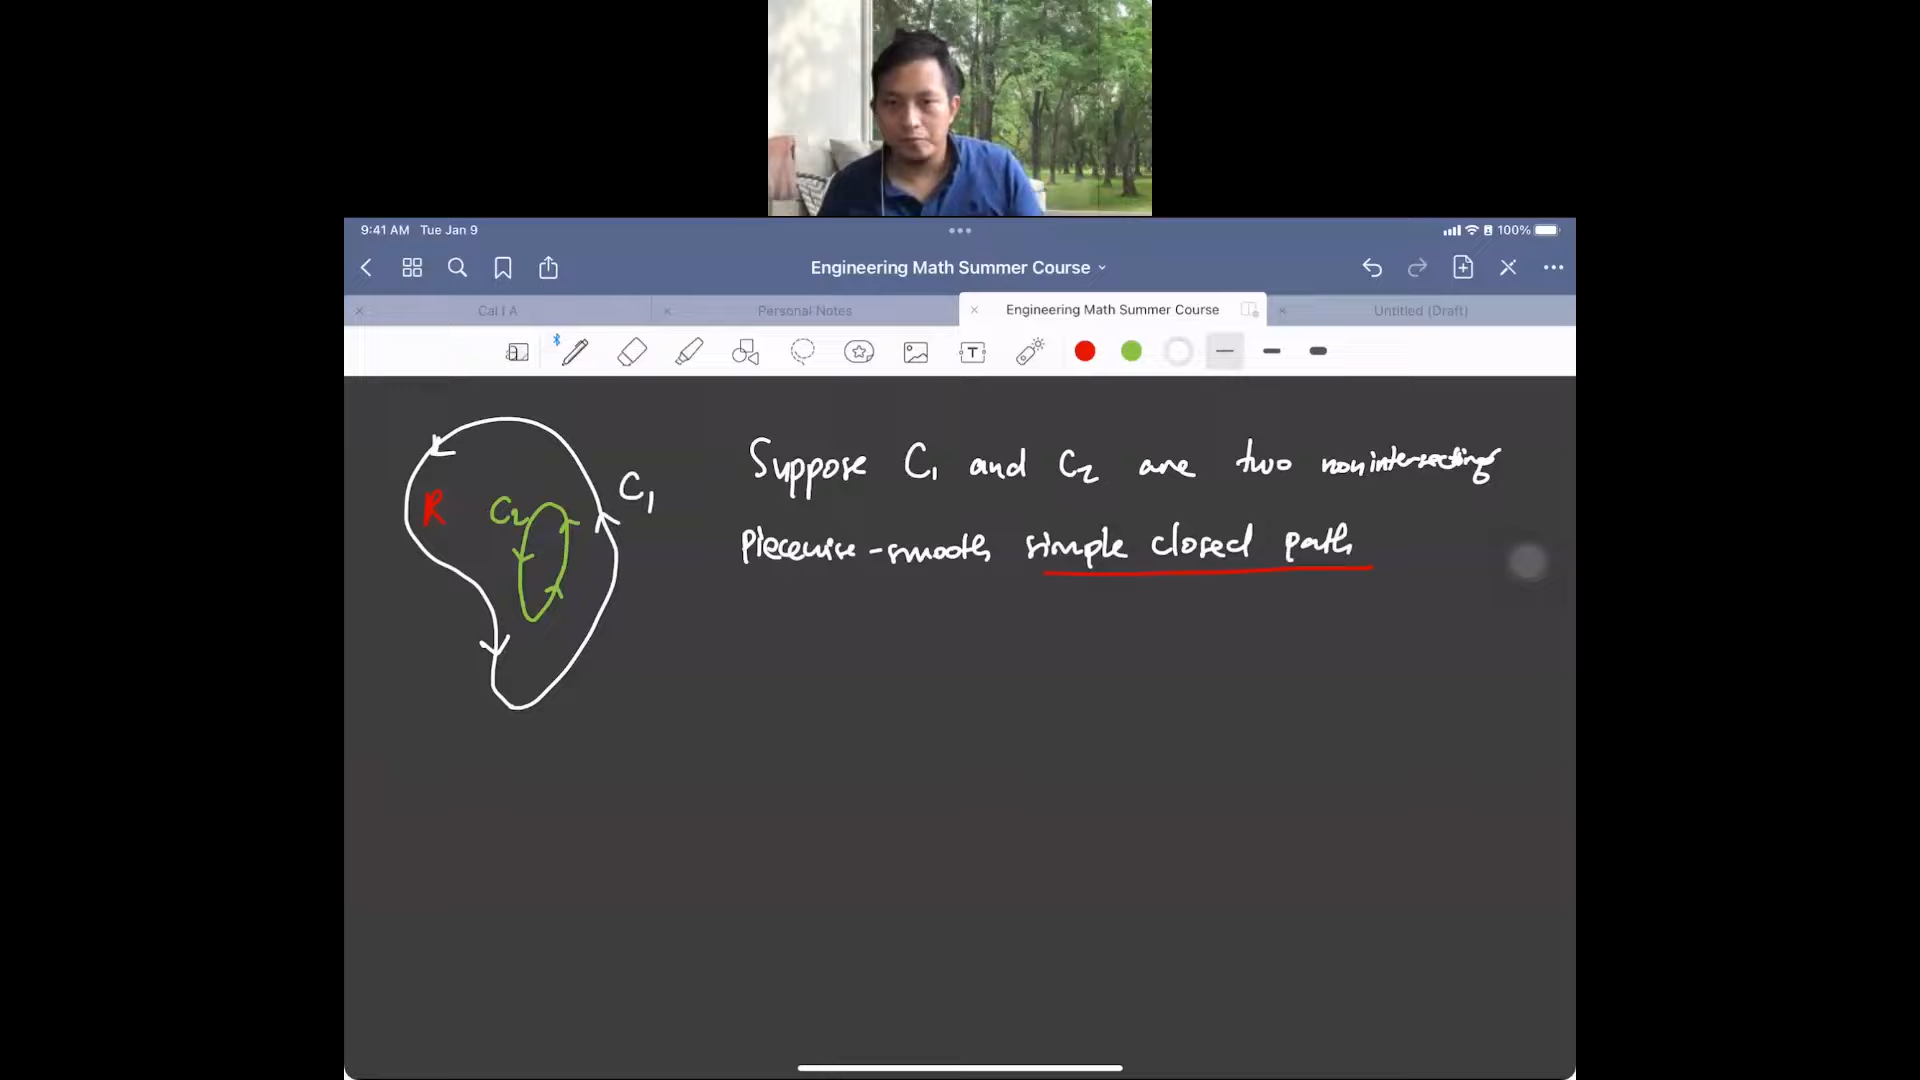 9:41 AM Tue Jan 9
100%
Engineering Math Summer Course
Cal I A
Personal Notes
Engineering Math Summer Course
Untitled (Draft)
T
C1
R
C2
Suppose C1 and C2 are two nonintersecting
piecewise-smooth simple closed path